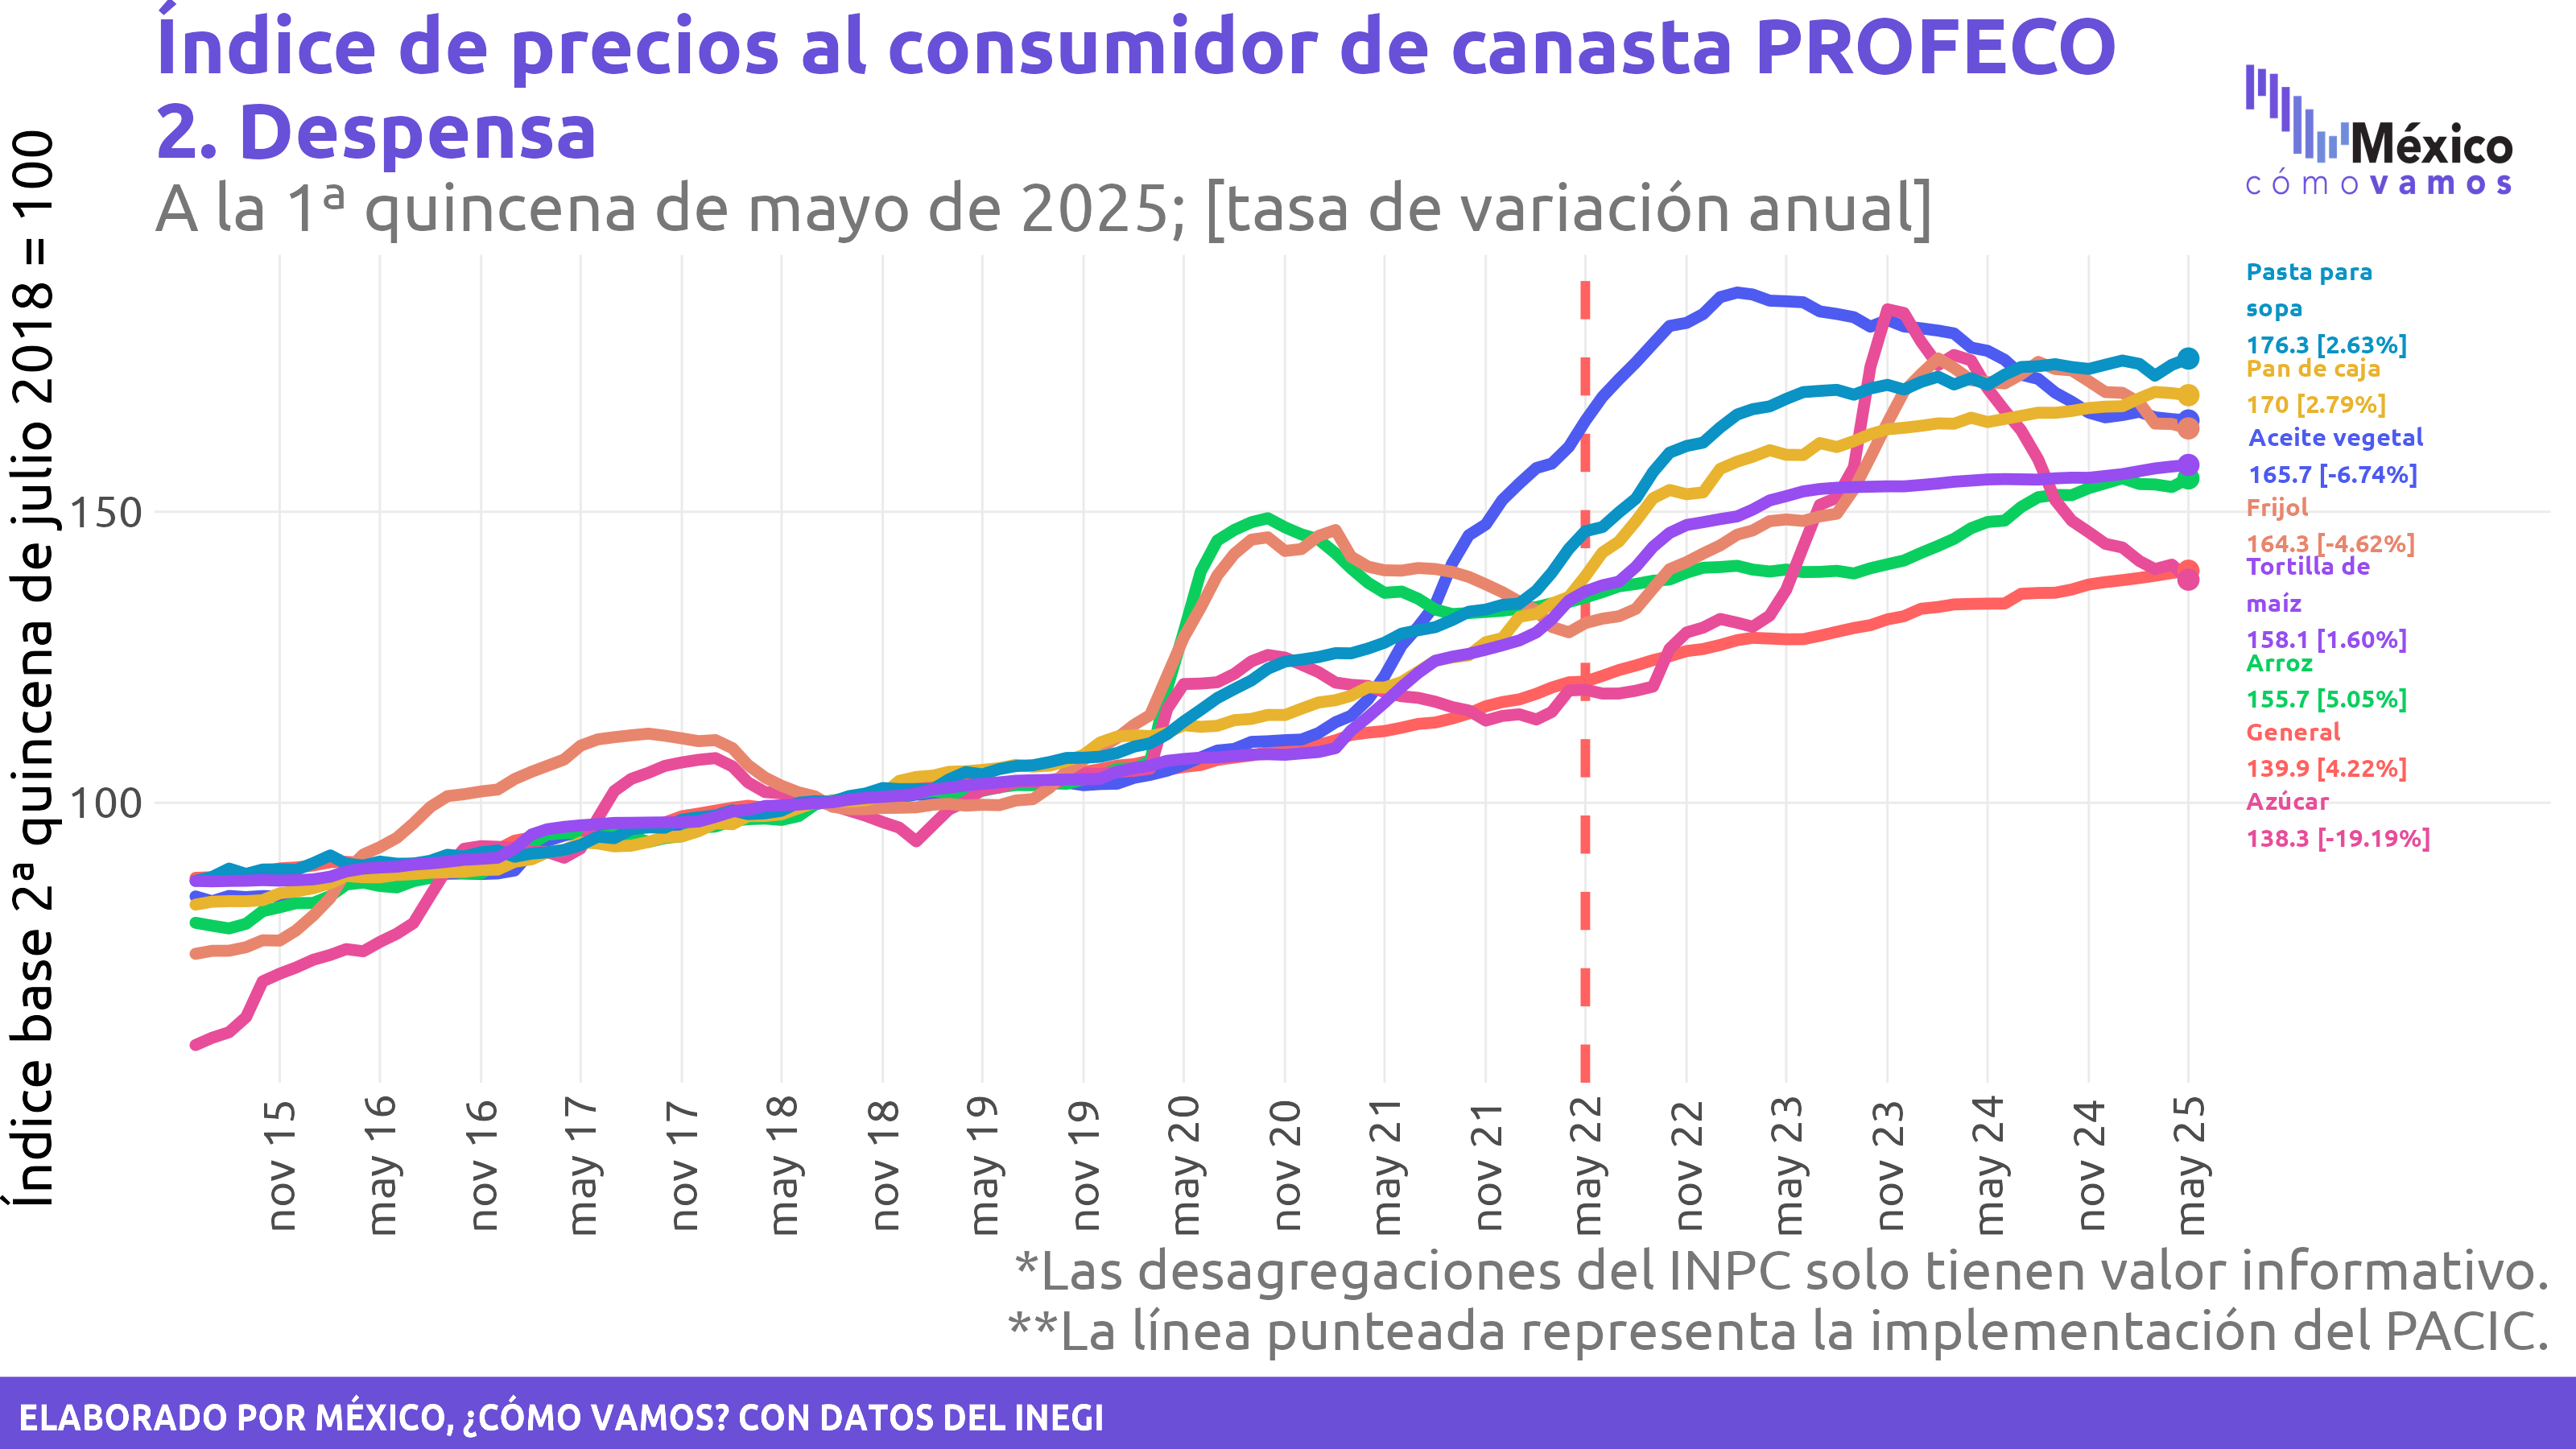 Índice de precios al consumidor de canasta PROFECO
2. Despensa
A la 1ª quincena de mayo de 2025; [tasa de variación anual]
México
cómo vamos
Índice base 2ª quincena de julio 2018 = 100
150
100
Pasta para
sopa
176.3 [2.63%]
Pan de caja
170 [2.79%]
Aceite vegetal
165.7 [-6.74%]
Frijol
164.3 [-4.62%]
Tortilla de
maíz
158.1 [1.60%]
Arroz
155.7 [5.05%]
General
139.9 [4.22%]
Azúcar
138.3 [-19.19%]
nov 15
may 16
nov 16
may 17
nov 17
may 18
nov 18
may 19
nov 19
may 20
nov 20
may 21
nov 21
may 22
nov 22
may 23
nov 23
may 24
nov 24
may 25
*Las desagregaciones del INPC solo tienen valor informativo.
**La línea punteada representa la implementación del PACIC.
ELABORADO POR MÉXICO, ¿CÓMO VAMOS? CON DATOS DEL INEGI